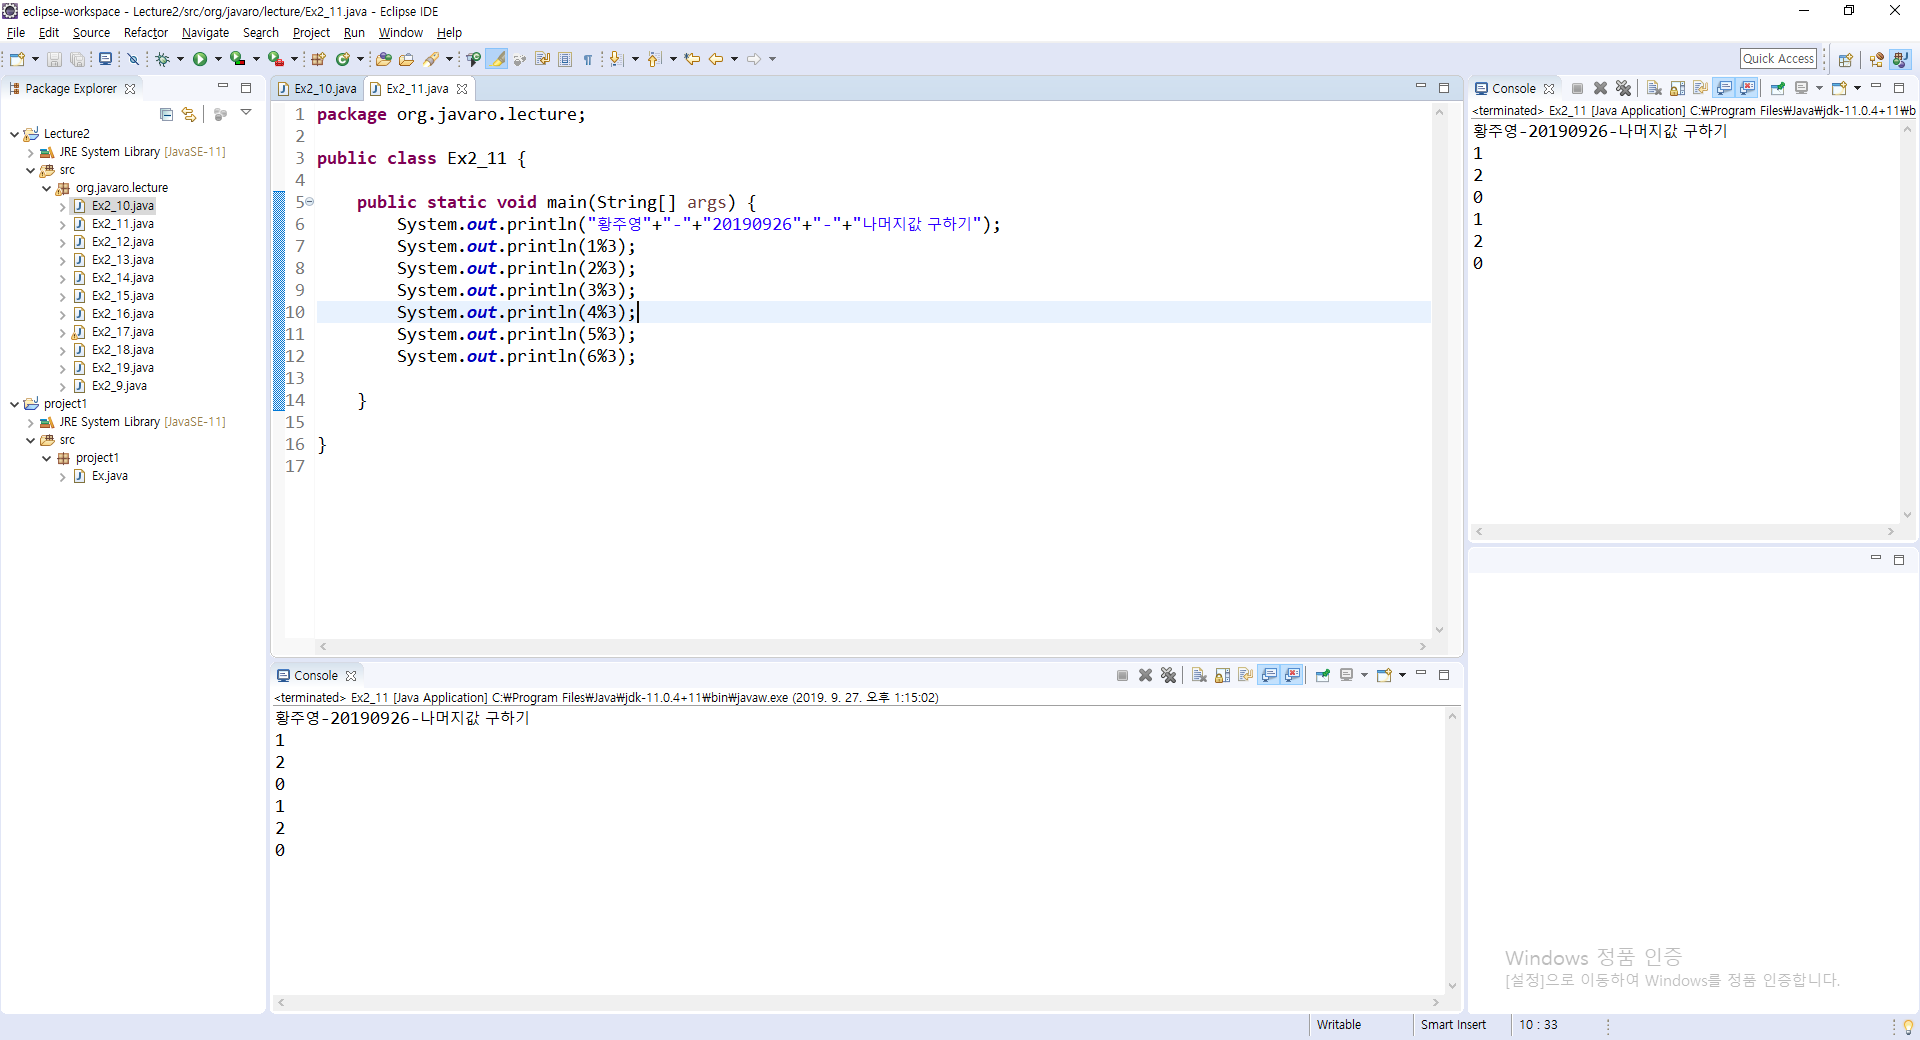 eclipse-workspace - Lecture2/src/org/javaro/lecture/Ex2_11.java - Eclipse IDE
File Edit Source Refactor Navigate Search Project Run Window Help
Quick Access
Package Explorer
Lecture2
JRE System Library [JavaSE-11]
src
org.javaro.lecture
Ex2_10.java
Ex2_11.java
Ex2_12.java
Ex2_13.java
Ex2_14.java
Ex2_15.java
Ex2_16.java
Ex2_17.java
Ex2_18.java
Ex2_19.java
Ex2_9.java
project1
JRE System Library [JavaSE-11]
src
project1
Ex.java
Ex2_10.java Ex2_11.java
1 package org.javaro.lecture;
2
3 public class Ex2_11 {
4
5 public static void main(String[] args) {
6 System.out.println("황주영"+"-"+"20190926"+"-"+"나머지값 구하기");
7 System.out.println(1%3);
8 System.out.println(2%3);
9 System.out.println(3%3);
10 System.out.println(4%3);
11 System.out.println(5%3);
12 System.out.println(6%3);
13
14 }
15
16 }
17
Console
<terminated> Ex2_11 [Java Application] C:₩Program Files₩Java₩jdk-11.0.4+11₩bin₩javaw.exe (2019. 9. 27. 오후 1:15:02)
황주영-20190926-나머지값 구하기
1
2
0
1
2
0
Console
<terminated> Ex2_11 [Java Application] C:₩Program Files₩Java₩jdk-11.0.4+11₩b
황주영-20190926-나머지값 구하기
1
2
0
1
2
0
Windows 정품 인증
[설정]으로 이동하여 Windows를 정품 인증합니다.
Writable Smart Insert 10 : 33